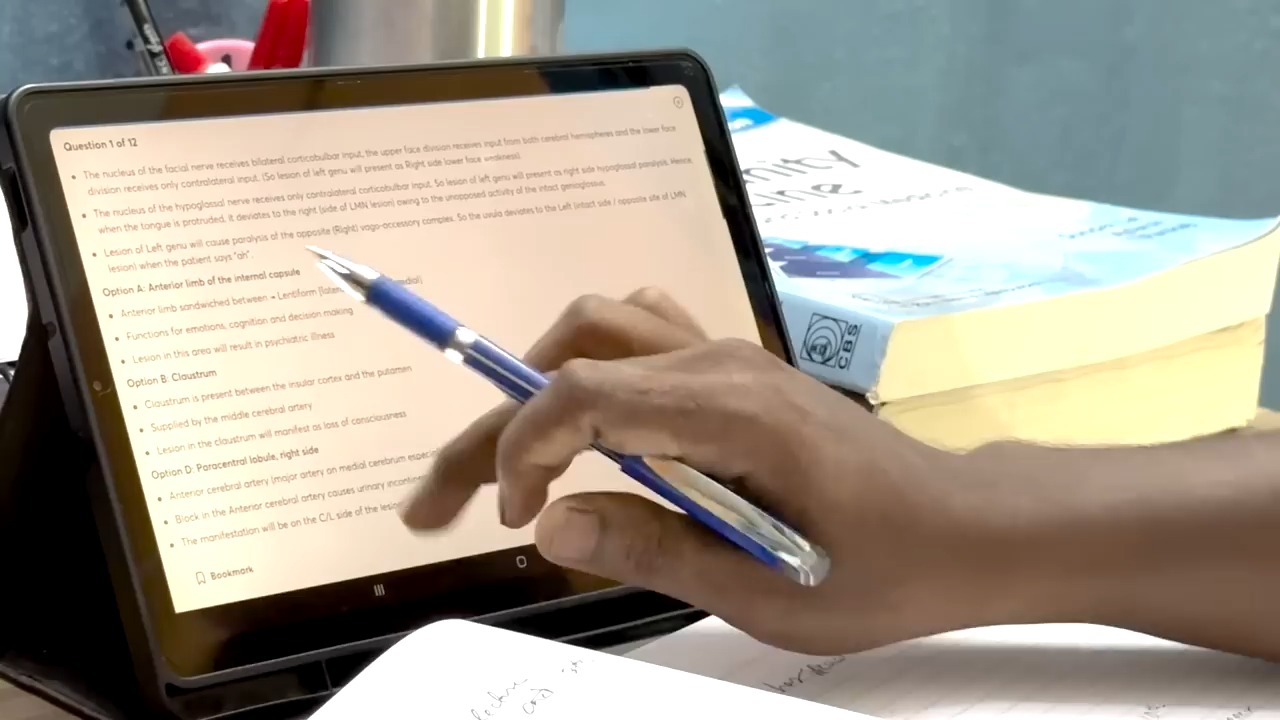 Question 1 of 12
The nucleus of the facial nerve receives bilateral corticobulbar input, the upper face division receives input from both cerebral hemispheres and the lower face
division receives only contralateral input. (So lesion of left genu will present as Right side lower face weakness).
The nucleus of the hypoglossal nerve receives only contralateral corticobulbar input. So lesion of left genu will present as right side hypoglossal paralysis. Hence,
when the tongue is protruded, it deviates to the right (side of LMN lesion) owing to the unopposed activity of the intact genioglossus.
Lesion of Left genu will cause paralysis of the opposite (Right) vago-accessory complex. So the uvula deviates to the Left (intact side / opposite site of LMN
lesion) when the patient says "ah".
Option A: Anterior limb of the internal capsule
Anterior limb sandwiched between = Lentiform
Functions for emotions, cognition and decision making
Lesion in this area will result in psychiatric illness
Option B: Claustrum
Claustrum is present between the insular cortex and the putamen
Supplied by the middle cerebral artery
Lesion in the claustrum will manifest as loss of consciousness
Option D: Paracentral lobule, right side
Anterior cerebral artery (major artery on medial cerebrum
Block in the Anterior cerebral artery causes urinary
The manifestation will be on the C/L side of the
Bookmark
CBS